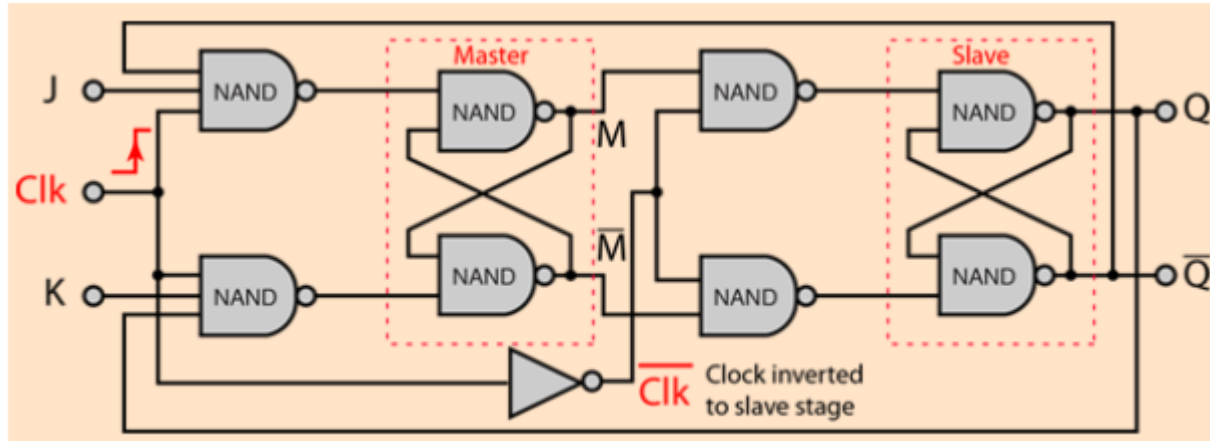 Master
Slave
J
NAND
NAND
NAND
NAND
Q
M
Clk
M̅
K
NAND
NAND
NAND
NAND
Q̅
C̅l̅k̅
Clock inverted
to slave stage